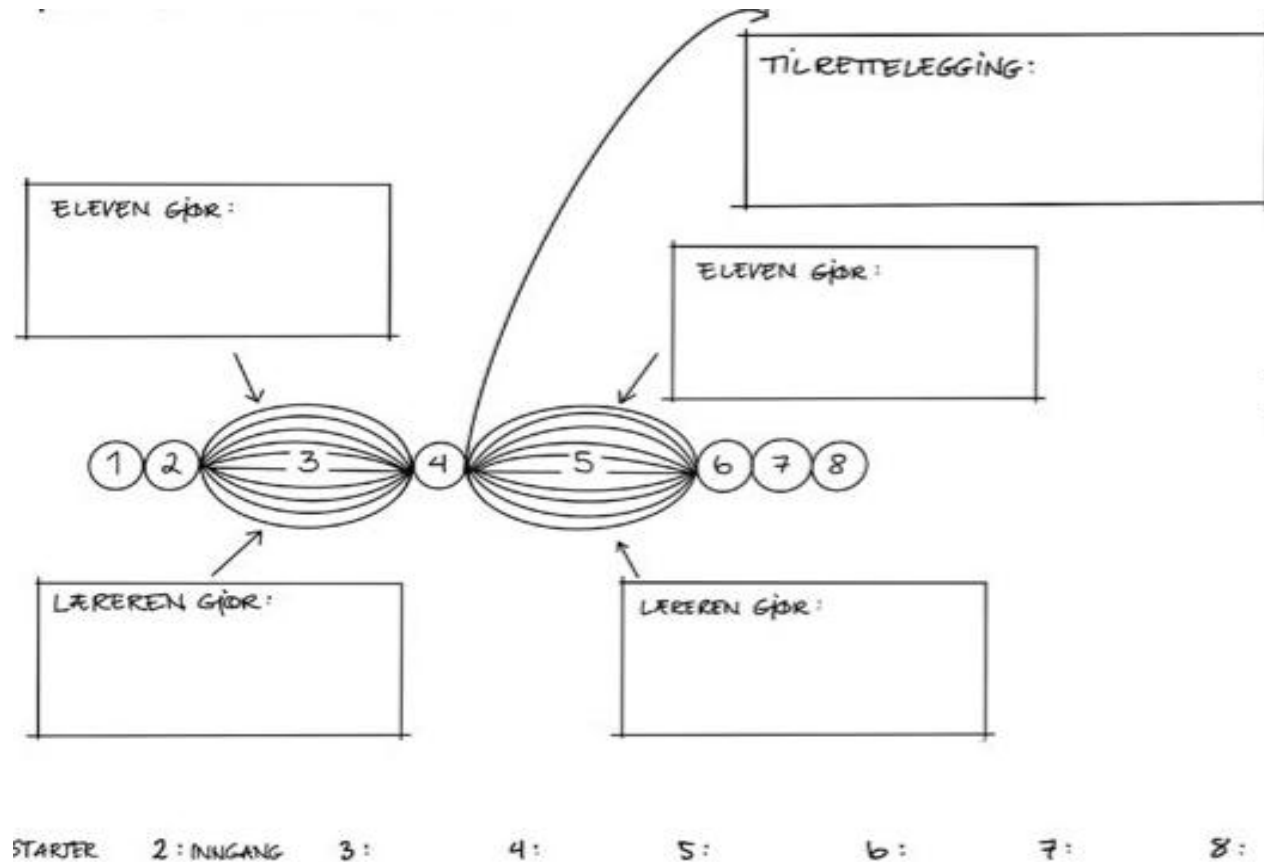 TILRETTELEGGING:
ELEVEN GJØR:
ELEVEN GJØR:
1 2 3 4 5 6 7 8
LÆREREN GJØR:
LÆREREN GJØR:
STARTER 2: INNGANG 3: 4: 5: 6: 7: 8: